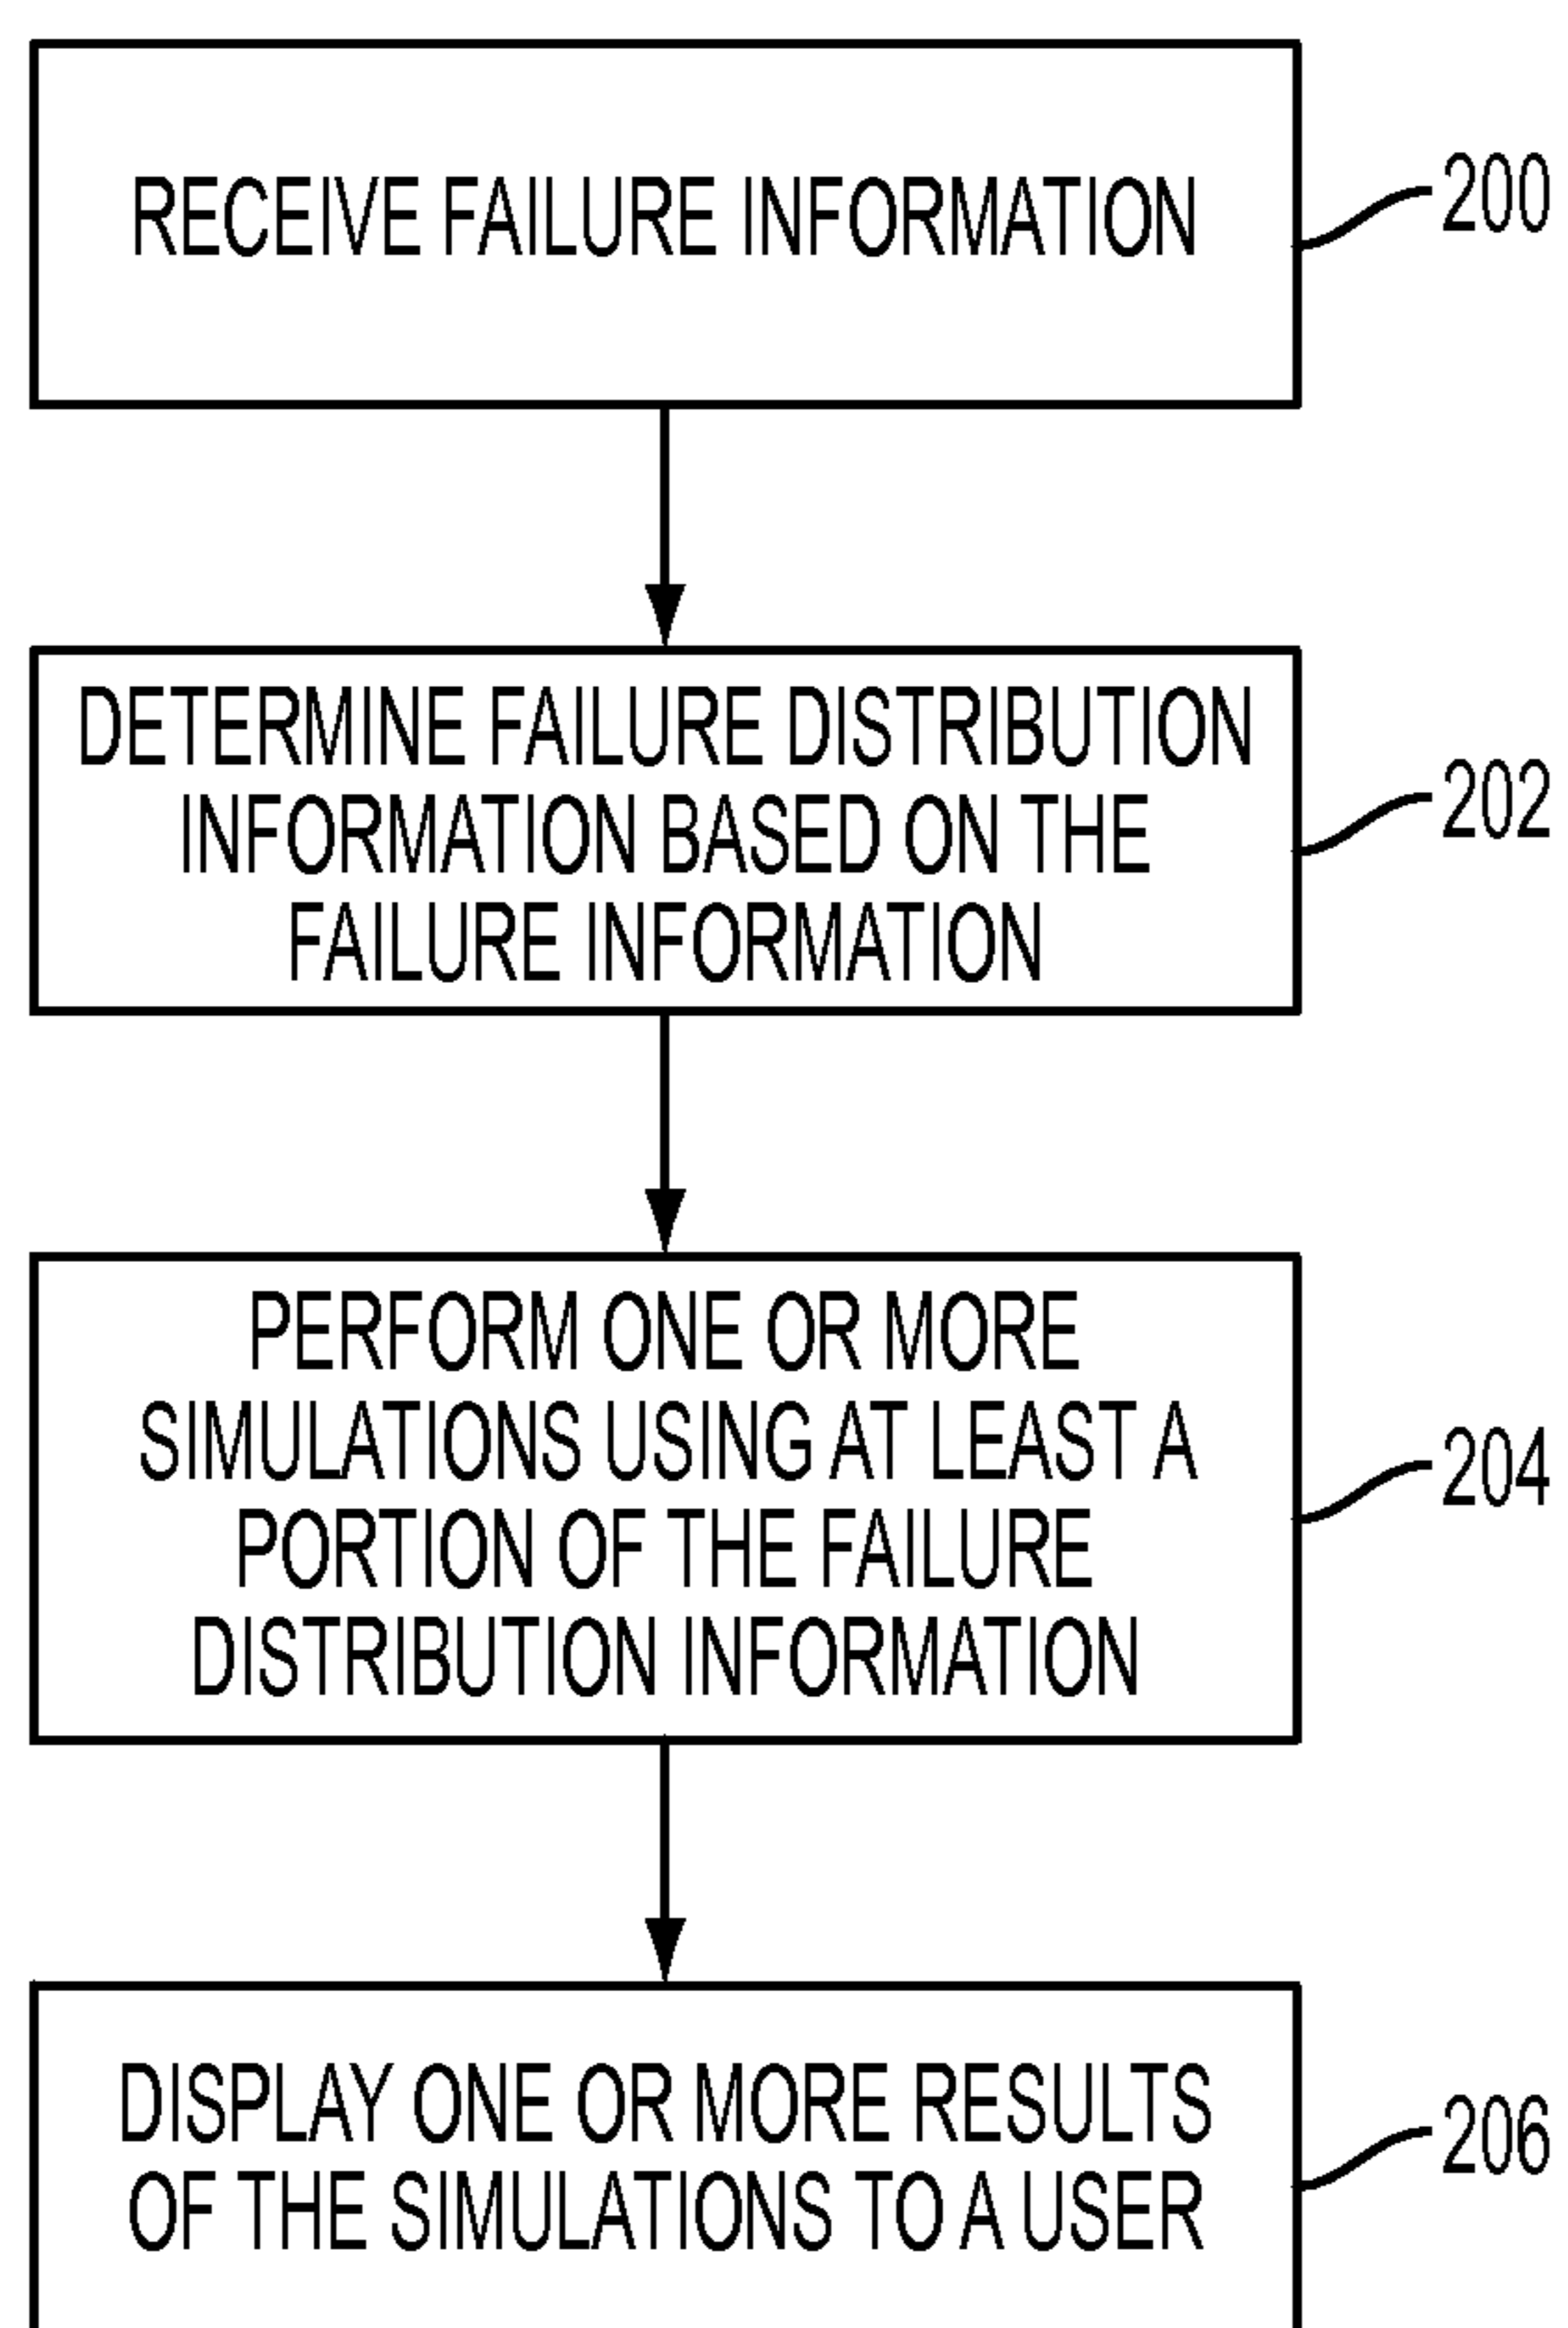 RECEIVE FAILURE INFORMATION
200
DETERMINE FAILURE DISTRIBUTION
INFORMATION BASED ON THE
FAILURE INFORMATION
202
PERFORM ONE OR MORE
SIMULATIONS USING AT LEAST A
PORTION OF THE FAILURE
DISTRIBUTION INFORMATION
204
DISPLAY ONE OR MORE RESULTS
OF THE SIMULATIONS TO A USER
206